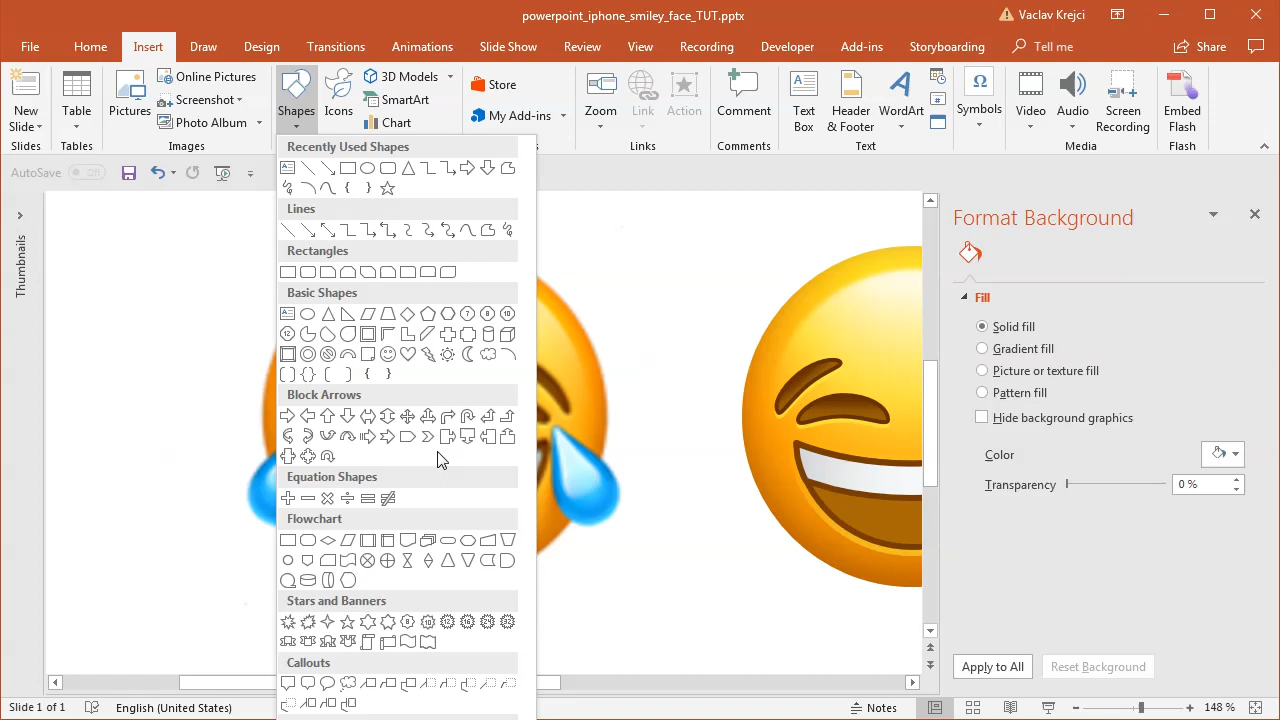 powerpoint_iphone_smiley_face_TUT.pptx
Vaclav Krejci
File Home Insert Draw Design Transitions Animations Slide Show Review View Recording Developer Add-ins Storyboarding Tell me Share
New Slide
Slides
Table
Tables
Pictures
Online Pictures
Screenshot
Photo Album
Images
Shapes
Icons
3D Models
SmartArt
Chart
Store
My Add-ins
Zoom
Link
Action
Links
Comment
Comments
Text Box
Header & Footer
WordArt
Text
Symbols
Video
Audio
Screen Recording
Media
Embed Flash
Flash
AutoSave Off
Recently Used Shapes
Lines
Rectangles
Basic Shapes
Block Arrows
Equation Shapes
Flowchart
Stars and Banners
Callouts
Thumbnails
Format Background
Fill
Solid fill
Gradient fill
Picture or texture fill
Pattern fill
Hide background graphics
Color
Transparency 0 %
Apply to All
Reset Background
Slide 1 of 1
English (United States)
Notes
148 %